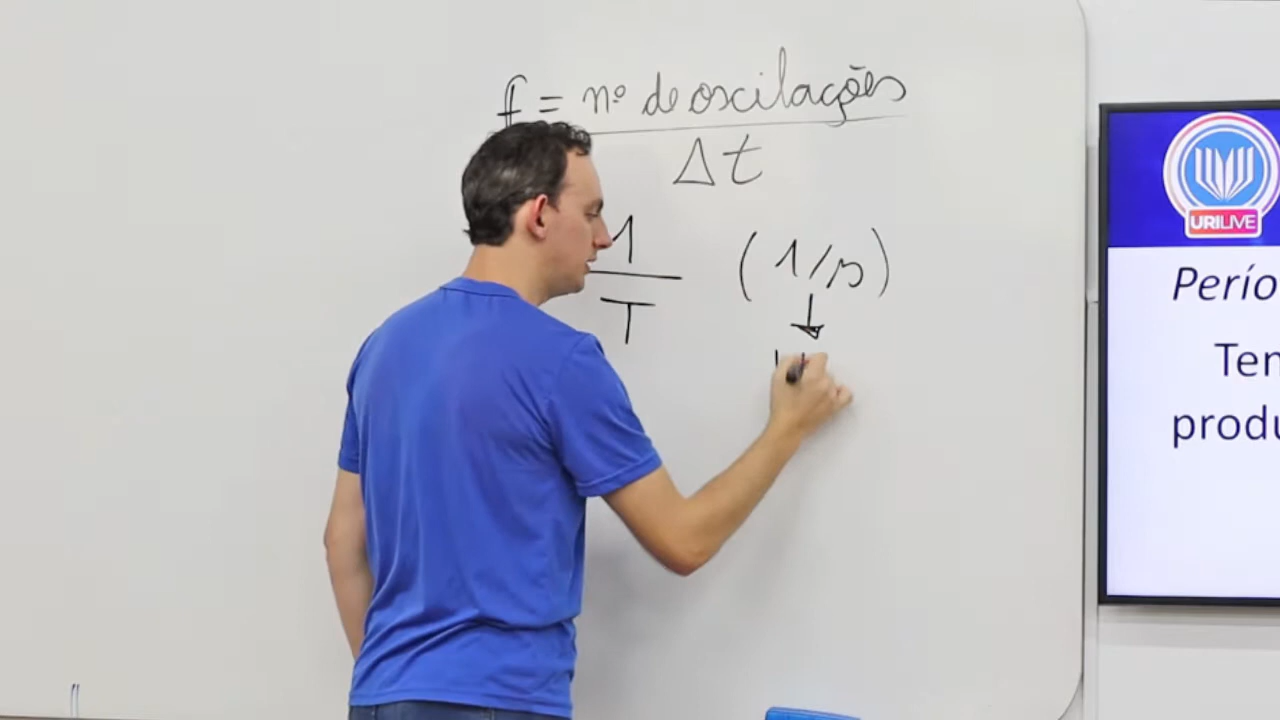 f = nº de oscilações
Δt
1
T
(1/s)
URILIVE
Perío
Ten
produ